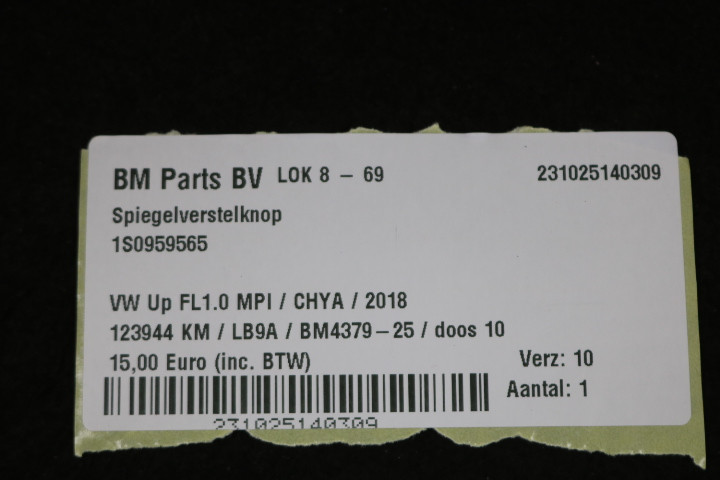 BM Parts BV LOK 8 - 69 231025140309
Spiegelverstelknop
1S0959565
VW Up FL1.0 MPI / CHYA / 2018
123944 KM / LB9A / BM4379-25 / doos 10
15,00 Euro (inc. BTW) Verz: 10
Aantal: 1
231025140309